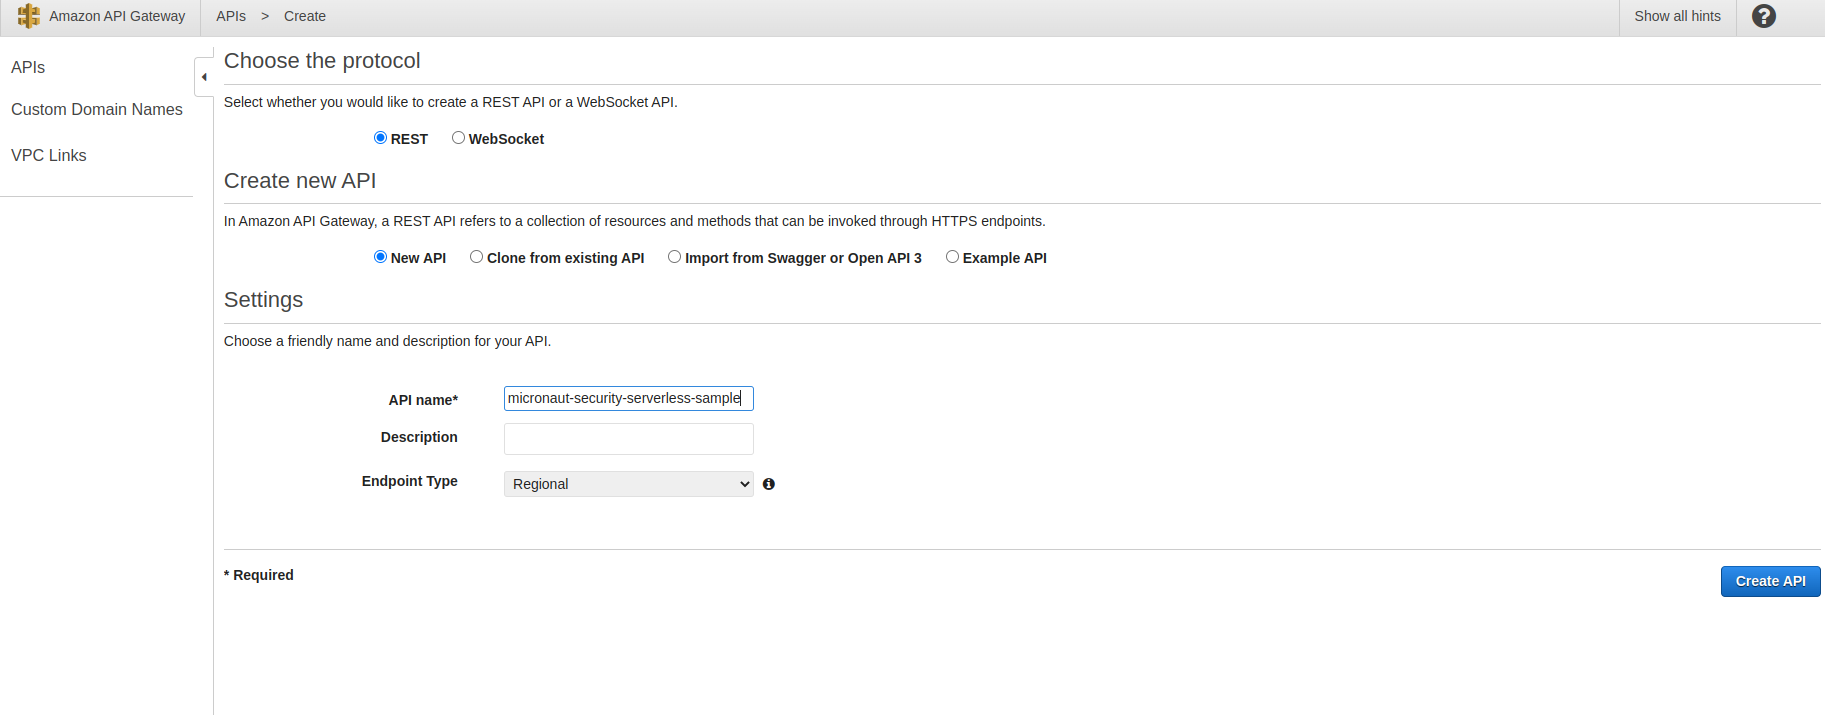 Amazon API Gateway APIs > Create Show all hints ?
APIs
Custom Domain Names
VPC Links
Choose the protocol
Select whether you would like to create a REST API or a WebSocket API.
REST WebSocket
Create new API
In Amazon API Gateway, a REST API refers to a collection of resources and methods that can be invoked through HTTPS endpoints.
New API Clone from existing API Import from Swagger or Open API 3 Example API
Settings
Choose a friendly name and description for your API.
API name* micronaut-security-serverless-sample
Description
Endpoint Type Regional
* Required
Create API